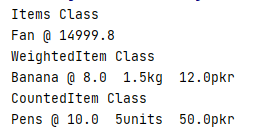 Items Class
Fan @ 14999.8
WeightedItem Class
Banana @ 8.0  1.5kg  12.0pkr
CountedItem Class
Pens @ 10.0  5units  50.0pkr